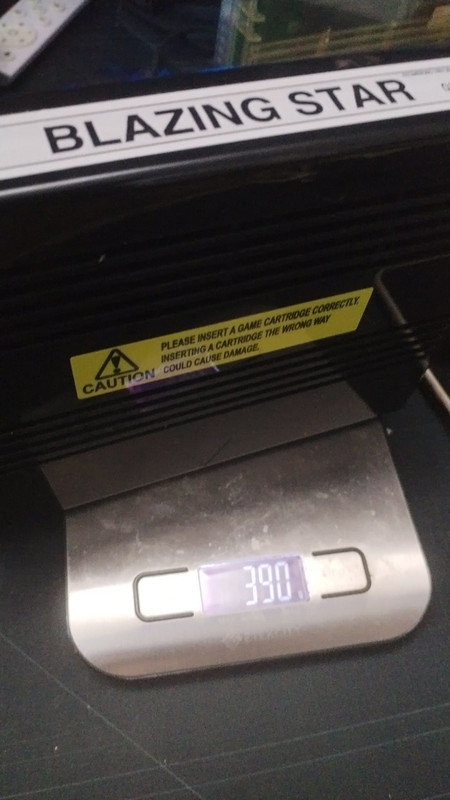 BLAZING STAR
PLEASE INSERT A GAME CARTRIDGE CORRECTLY.
INSERTING A CARTRIDGE THE WRONG WAY
COULD CAUSE DAMAGE.
CAUTION
390